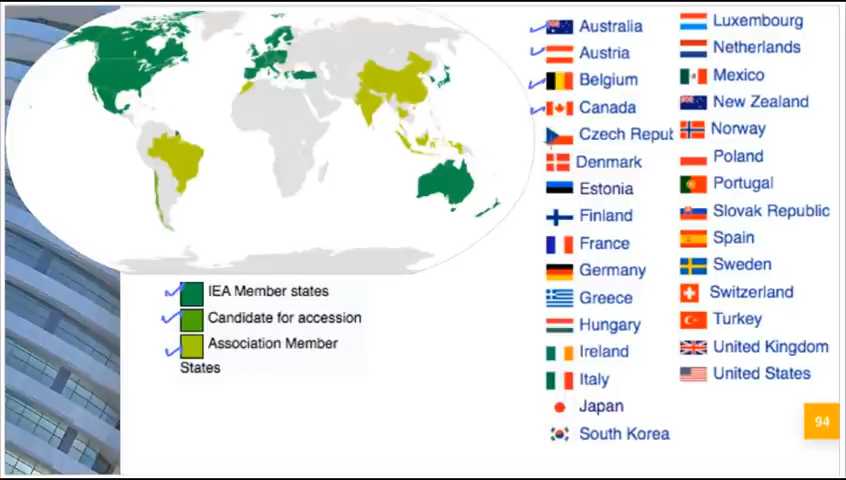 Australia
Austria
Belgium
Canada
Czech Repub
Denmark
Estonia
Finland
France
Germany
Greece
Hungary
Ireland
Italy
Japan
South Korea
Luxembourg
Netherlands
Mexico
New Zealand
Norway
Poland
Portugal
Slovak Republic
Spain
Sweden
Switzerland
Turkey
United Kingdom
United States
IEA Member states
Candidate for accession
Association Member
States
94